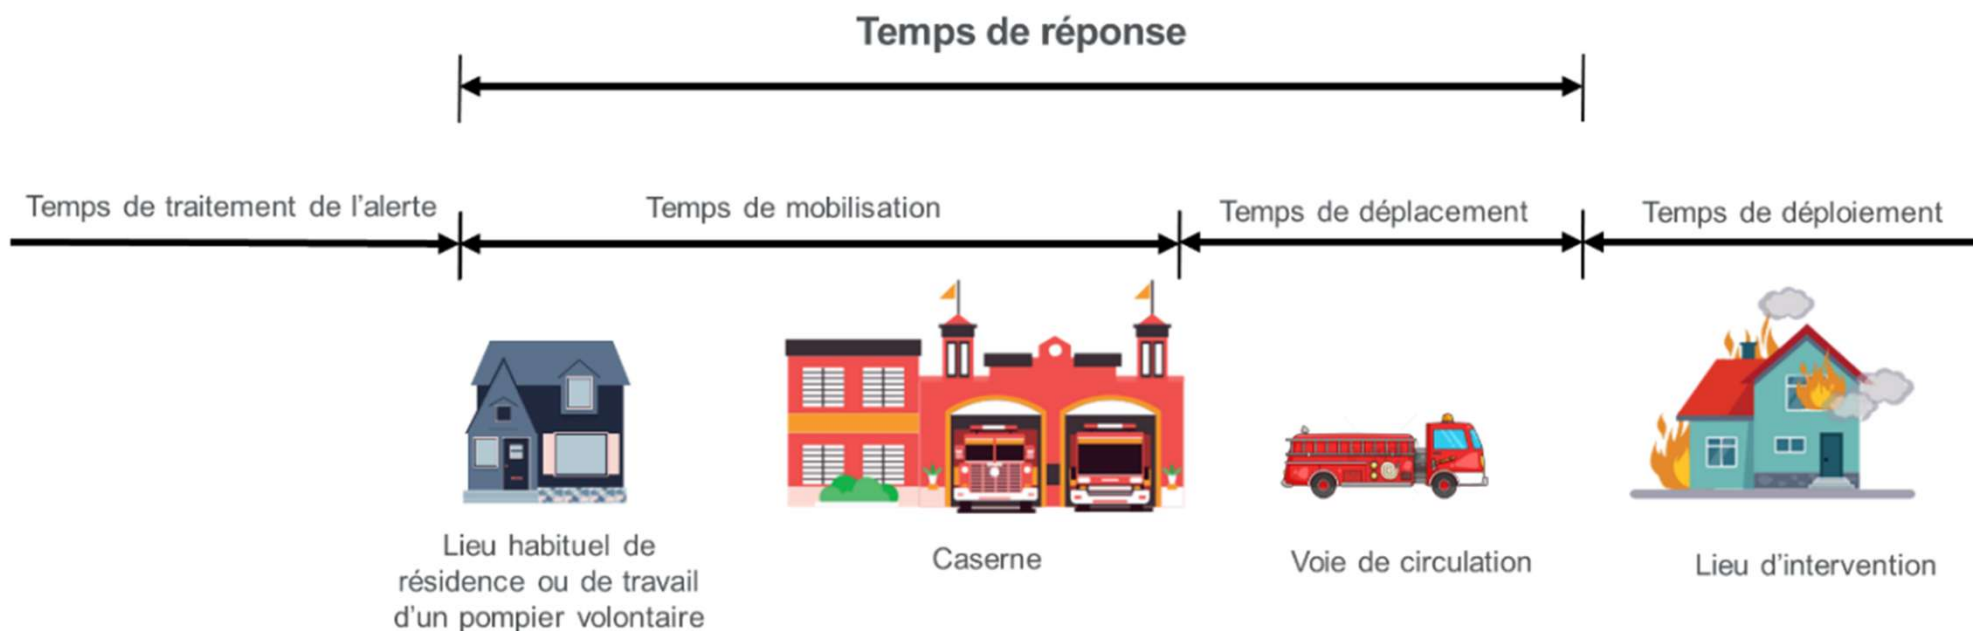 Temps de réponse
Temps de traitement de l'alerte
Temps de mobilisation
Temps de déplacement
Temps de déploiement
Lieu habituel de
résidence ou de travail
d'un pompier volontaire
Caserne
Voie de circulation
Lieu d'intervention